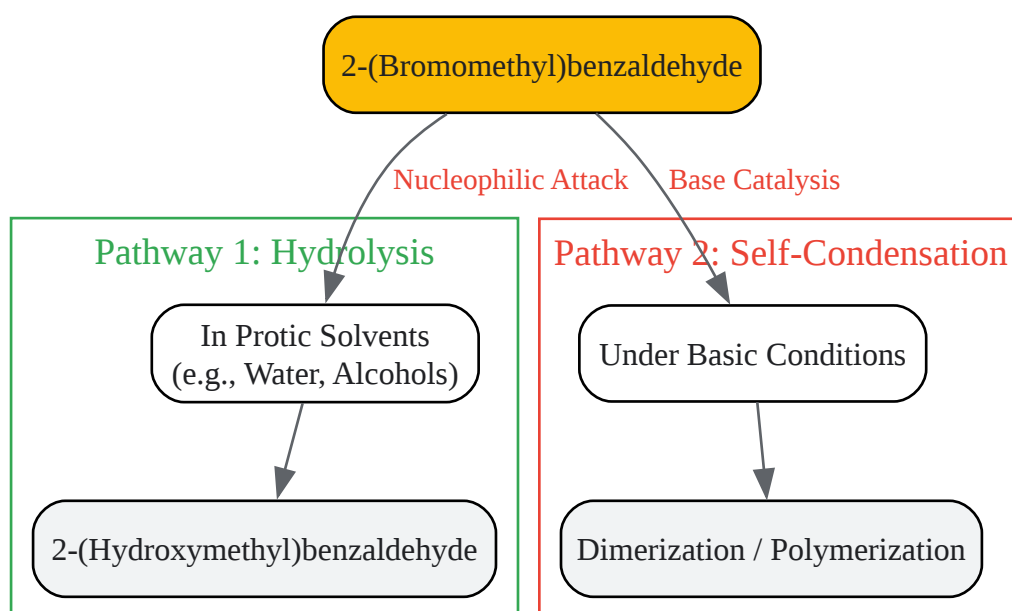 2-(Bromomethyl)benzaldehyde
Nucleophilic Attack
Base Catalysis
Pathway 1: Hydrolysis
Pathway 2: Self-Condensation
In Protic Solvents
(e.g., Water, Alcohols)
Under Basic Conditions
2-(Hydroxymethyl)benzaldehyde
Dimerization / Polymerization